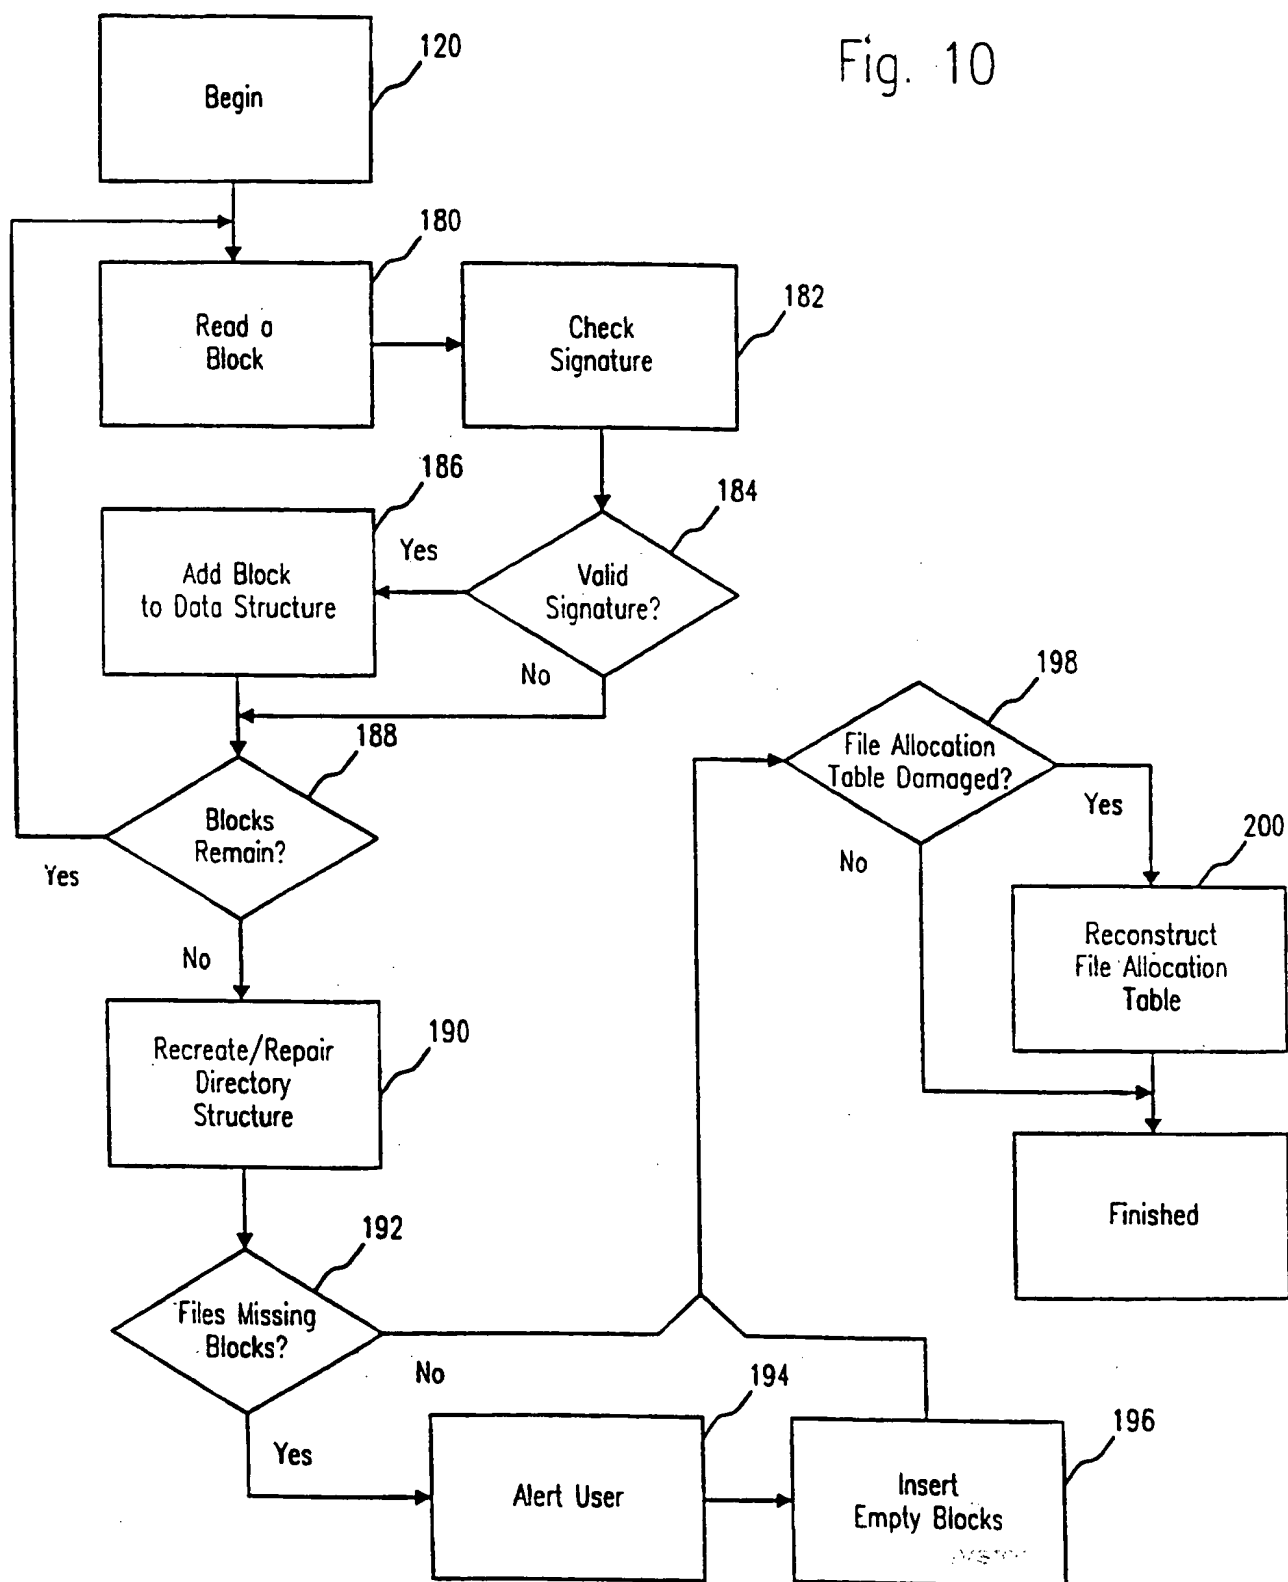 Fig. 10
120
Begin
180
Read a
Block
182
Check
Signature
186
Add Block
to Data Structure
Yes
184
Valid
Signature?
No
188
Blocks
Remain?
Yes
No
190
Recreate/Repair
Directory
Structure
192
Files Missing
Blocks?
No
Yes
194
Alert User
196
Insert
Empty Blocks
198
File Allocation
Table Damaged?
Yes
No
200
Reconstruct
File Allocation
Table
Finished